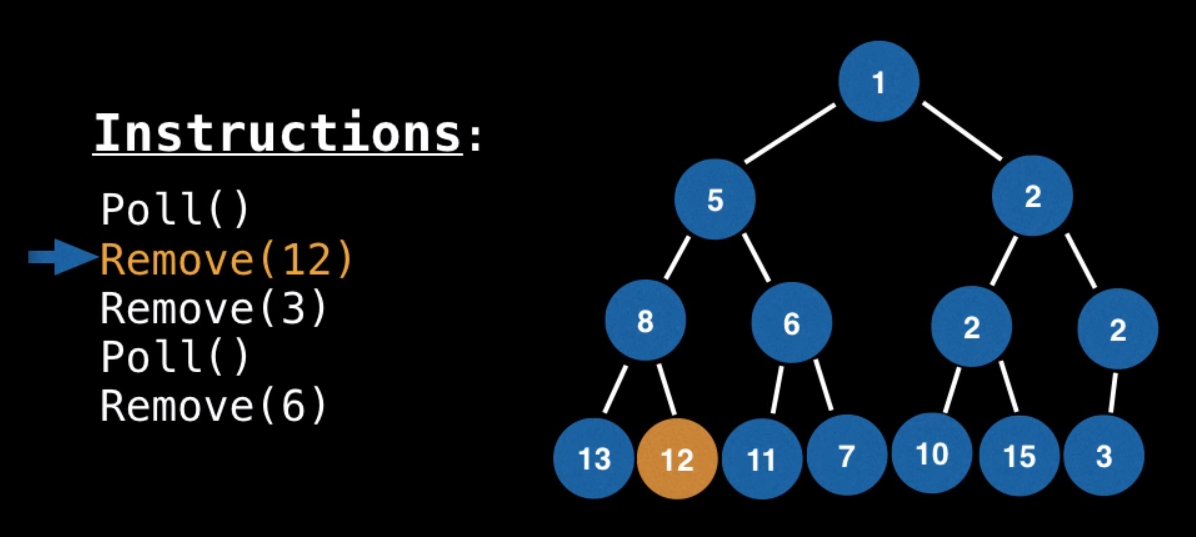 Instructions:
Poll()
Remove(12)
Remove(3)
Poll()
Remove(6)
1
5 2
8 6 2 2
13 12 11 7 10 15 3